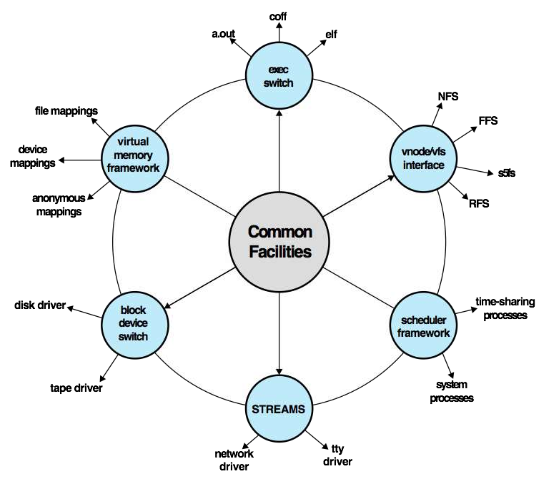 coff
a.out
elf
exec
switch
file mappings
device
mappings
anonymous
mappings
virtual
memory
framework
NFS
FFS
s5fs
RFS
vnode/vfs
interface
Common
Facilities
disk driver
tape driver
block
device
switch
scheduler
framework
time-sharing
processes
system
processes
STREAMS
network
driver
tty
driver